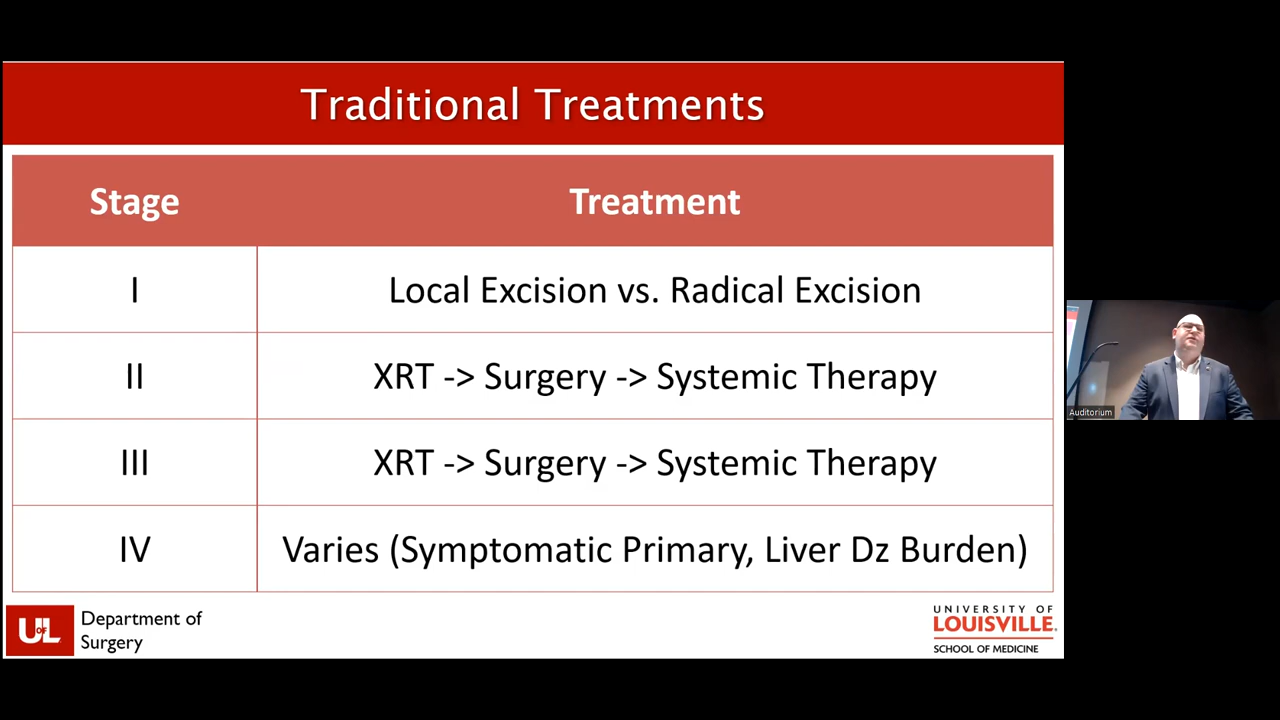 Traditional Treatments
Stage Treatment
I Local Excision vs. Radical Excision
II XRT -> Surgery -> Systemic Therapy
III XRT -> Surgery -> Systemic Therapy
IV Varies (Symptomatic Primary, Liver Dz Burden)
UofL
Department of
Surgery
UNIVERSITY OF
LOUISVILLE.
SCHOOL OF MEDICINE
Auditorium